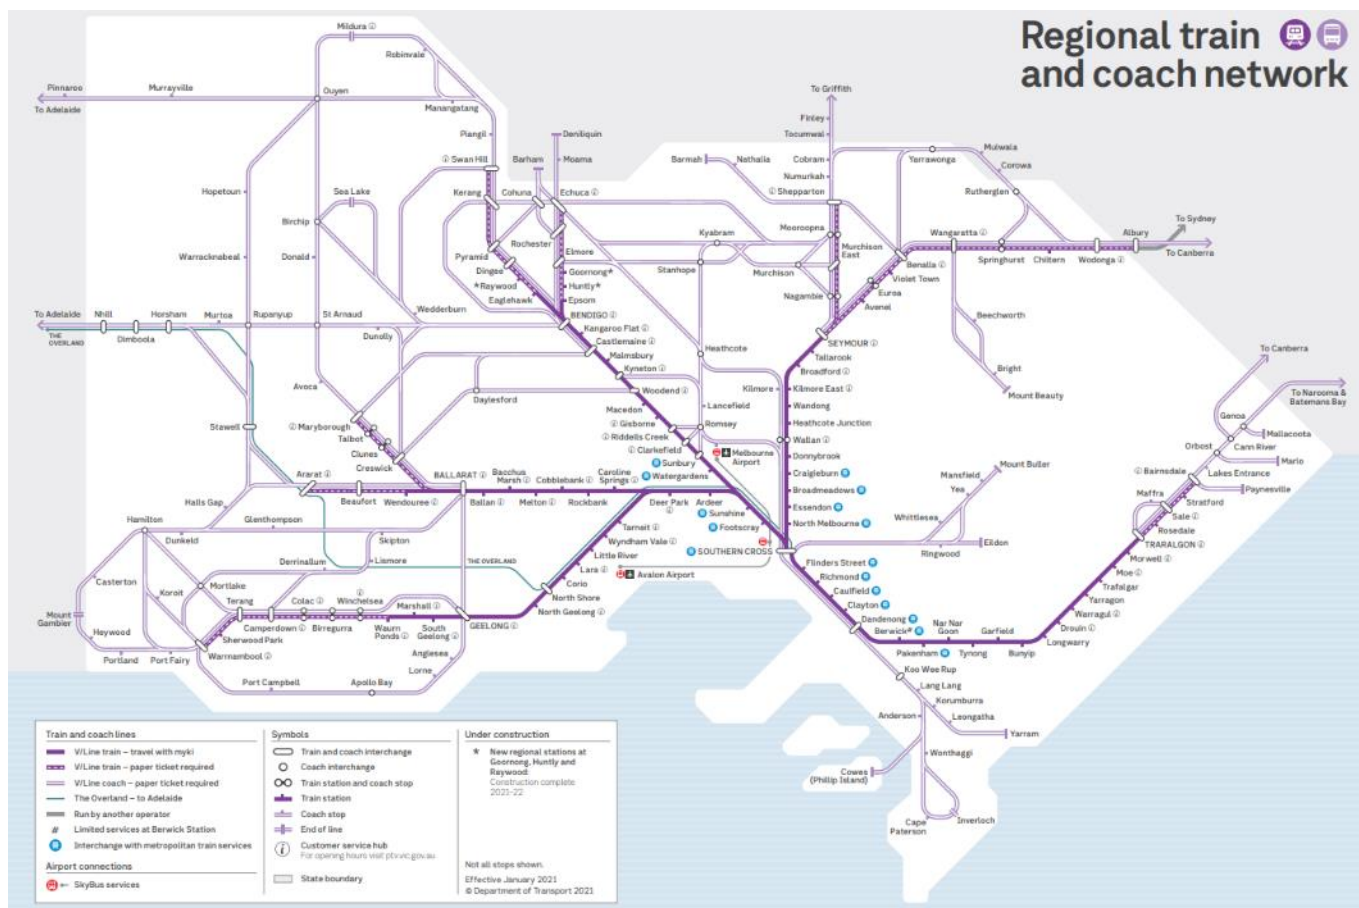 Regional train
and coach network
Mildura
Robinvale
Pinnaroo
Murrayville
Ouyen
To Adelaide
Manangatang
To Griffith
Finley
Tocumwal
Piangil
Deniliquin
Swan Hill
Barham
Moama
Barmah
Nathalia
Cobram
Yarrawonga
Mulwala
Corowa
Numurkah
Hopetoun
Sea Lake
Kerang
Cohuna
Echuca
Shepparton
Rutherglen
Birchip
Mooroopna
Wangaratta
Albury
To Sydney
Kyabram
Rochester
Murchison
East
To Canberra
Warracknabeal
Donald
Pyramid
Elmore
Benalla
Springhurst
Chiltern
Wodonga
Dingee
Goornong*
Stanhope
Murchison
Violet Town
*Raywood
Huntly*
Euroa
Eaglehawk
Epsom
Nagambie
Avenel
To Adelaide
Nhill
Horsham
Murtoa
Rupanyup
St Arnaud
Wedderburn
BENDIGO
Beechworth
THE
OVERLAND
Dimboola
Dunolly
Kangaroo Flat
Castlemaine
SEYMOUR
Malmsbury
Heathcote
Tallarook
To Canberra
Kyneton
Broadford
Bright
Avoca
Woodend
Kilmore
Kilmore East
Mount Beauty
To Narooma &
Batemans Bay
Daylesford
Macedon
Lancefield
Wandong
Genoa
Stawell
Maryborough
Gisborne
Romsey
Heathcote Junction
Mallacoota
Talbot
Riddells Creek
Wallan
Orbost
Cann River
Clunes
Clarkefield
Melbourne
Airport
Donnybrook
Marlo
Creswick
Sunbury
Craigieburn
Mansfield
Mount Buller
Bairnsdale
Lakes Entrance
Ararat
BALLARAT
Bacchus
Marsh
Cobblebank
Caroline
Springs
Watergardens
Broadmeadows
Yea
Maffra
Paynesville
Beaufort
Wendouree
Ballan
Melton
Rockbank
Deer Park
Ardeer
Essendon
Stratford
Halls Gap
Sunshine
Whittlesea
Sale
Hamilton
Glenthompson
Tarneit
Footscray
North Melbourne
Rosedale
Dunkeld
Skipton
Wyndham Vale
SOUTHERN CROSS
Ringwood
Eildon
TRARALGON
Derrinallum
Lismore
THE OVERLAND
Little River
Flinders Street
Morwell
Casterton
Mortlake
Lara
Avalon Airport
Richmond
Moe
Koroit
Corio
Caulfield
Trafalgar
Terang
Colac
Winchelsea
Marshall
North Shore
Clayton
Yarragon
Mount
Gambier
North Geelong
Dandenong
Warragul
Camperdown
Birregurra
Waurn
Ponds
South
Geelong
GEELONG
Berwick#
Nar Nar
Goon
Garfield
Drouin
Heywood
Sherwood Park
Longwarry
Portland
Port Fairy
Warrnambool
Anglesea
Pakenham
Tynong
Bunyip
Lorne
Koo Wee Rup
Port Campbell
Apollo Bay
Lang Lang
Korumburra
Anderson
Leongatha
Yarram
Wonthaggi
Cowes
(Phillip Island)
Cape
Paterson
Inverloch
Train and coach lines
V/Line train – travel with myki
V/Line train – paper ticket required
V/Line coach – paper ticket required
The Overland – to Adelaide
Run by another operator
# Limited services at Berwick Station
Interchange with metropolitan train services
Airport connections
SkyBus services
Symbols
Train and coach interchange
Coach interchange
Train station and coach stop
Train station
Coach stop
End of line
Customer service hub
For opening hours visit ptv.vic.gov.au
State boundary
Under construction
* New regional stations at
Goornong, Huntly and
Raywood:
Construction complete
2021-22
Not all stops shown.
Effective January 2021
© Department of Transport 2021